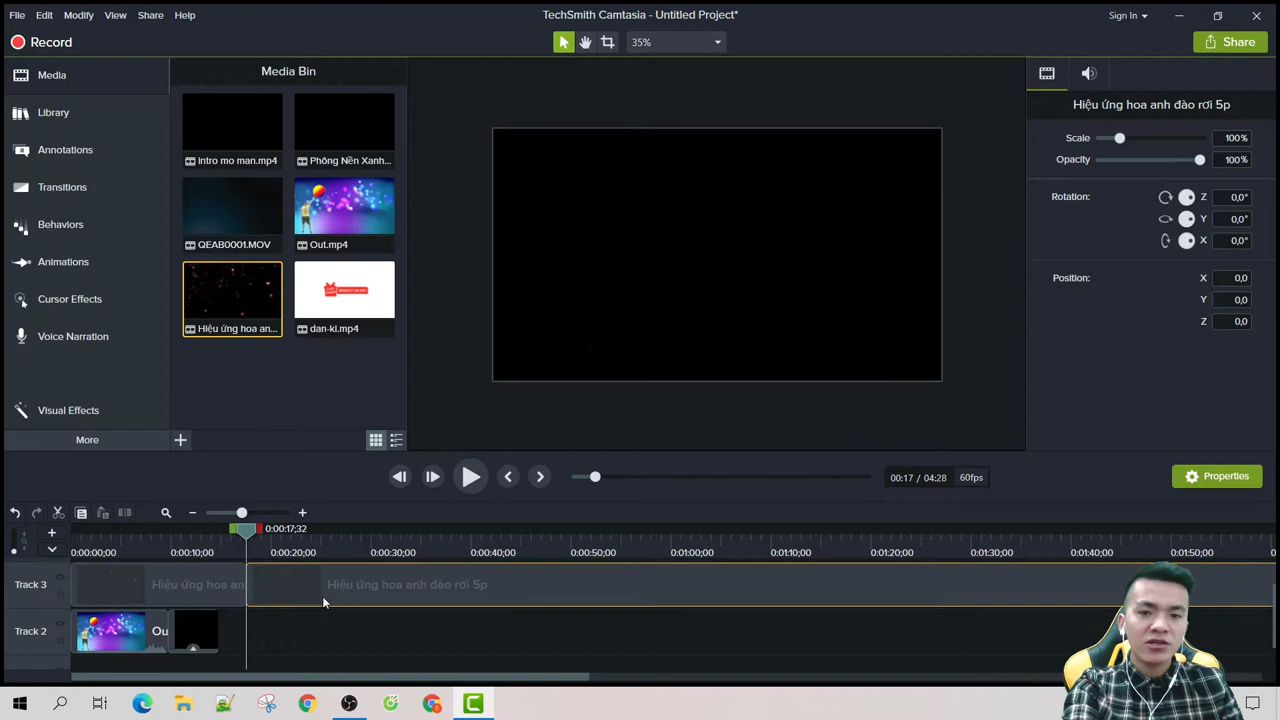 File Edit Modify View Share Help
TechSmith Camtasia - Untitled Project*
Sign In
Record
35%
Share
Media
Library
Annotations
Transitions
Behaviors
Animations
Cursor Effects
Voice Narration
Visual Effects
More
Media Bin
intro mo man.mp4
Phông Nền Xanh...
QEAB0001.MOV
Out.mp4
Hiệu ứng hoa an...
dan-ki.mp4
Hiệu ứng hoa anh đào rơi 5p
Scale 100%
Opacity 100%
Rotation: Z 0,0°
Y 0,0°
X 0,0°
Position: X 0,0
Y 0,0
Z 0,0
00:17 / 04:28 60fps
Properties
0:00:17;32
0:00:00;00 0:00:10;00 0:00:20;00 0:00:30;00 0:00:40;00 0:00:50;00 0:01:00;00 0:01:10;00 0:01:20;00 0:01:30;00 0:01:40;00 0:01:50;00 0
Track 3
Hiệu ứng hoa an
Hiệu ứng hoa anh đào rơi 5p
Track 2
Ou